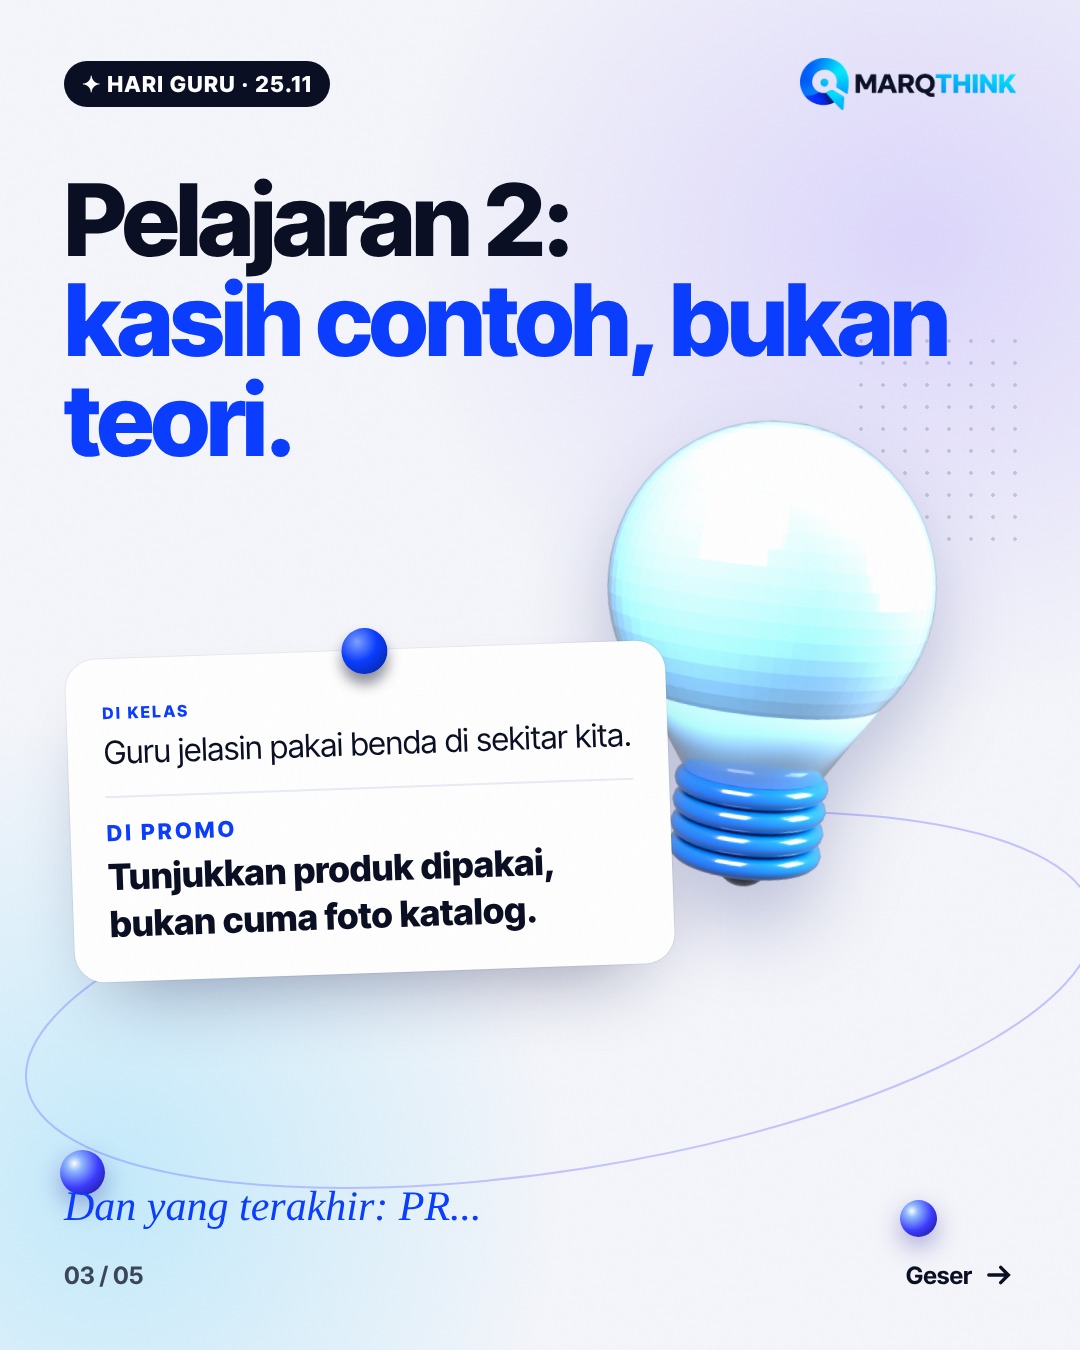 ✦ HARI GURU · 25.11
MARQTHINK
Pelajaran 2:
kasih contoh, bukan
teori.
DI KELAS
Guru jelasin pakai benda di sekitar kita.
DI PROMO
Tunjukkan produk dipakai,
bukan cuma foto katalog.
Dan yang terakhir: PR...
03 / 05
Geser →